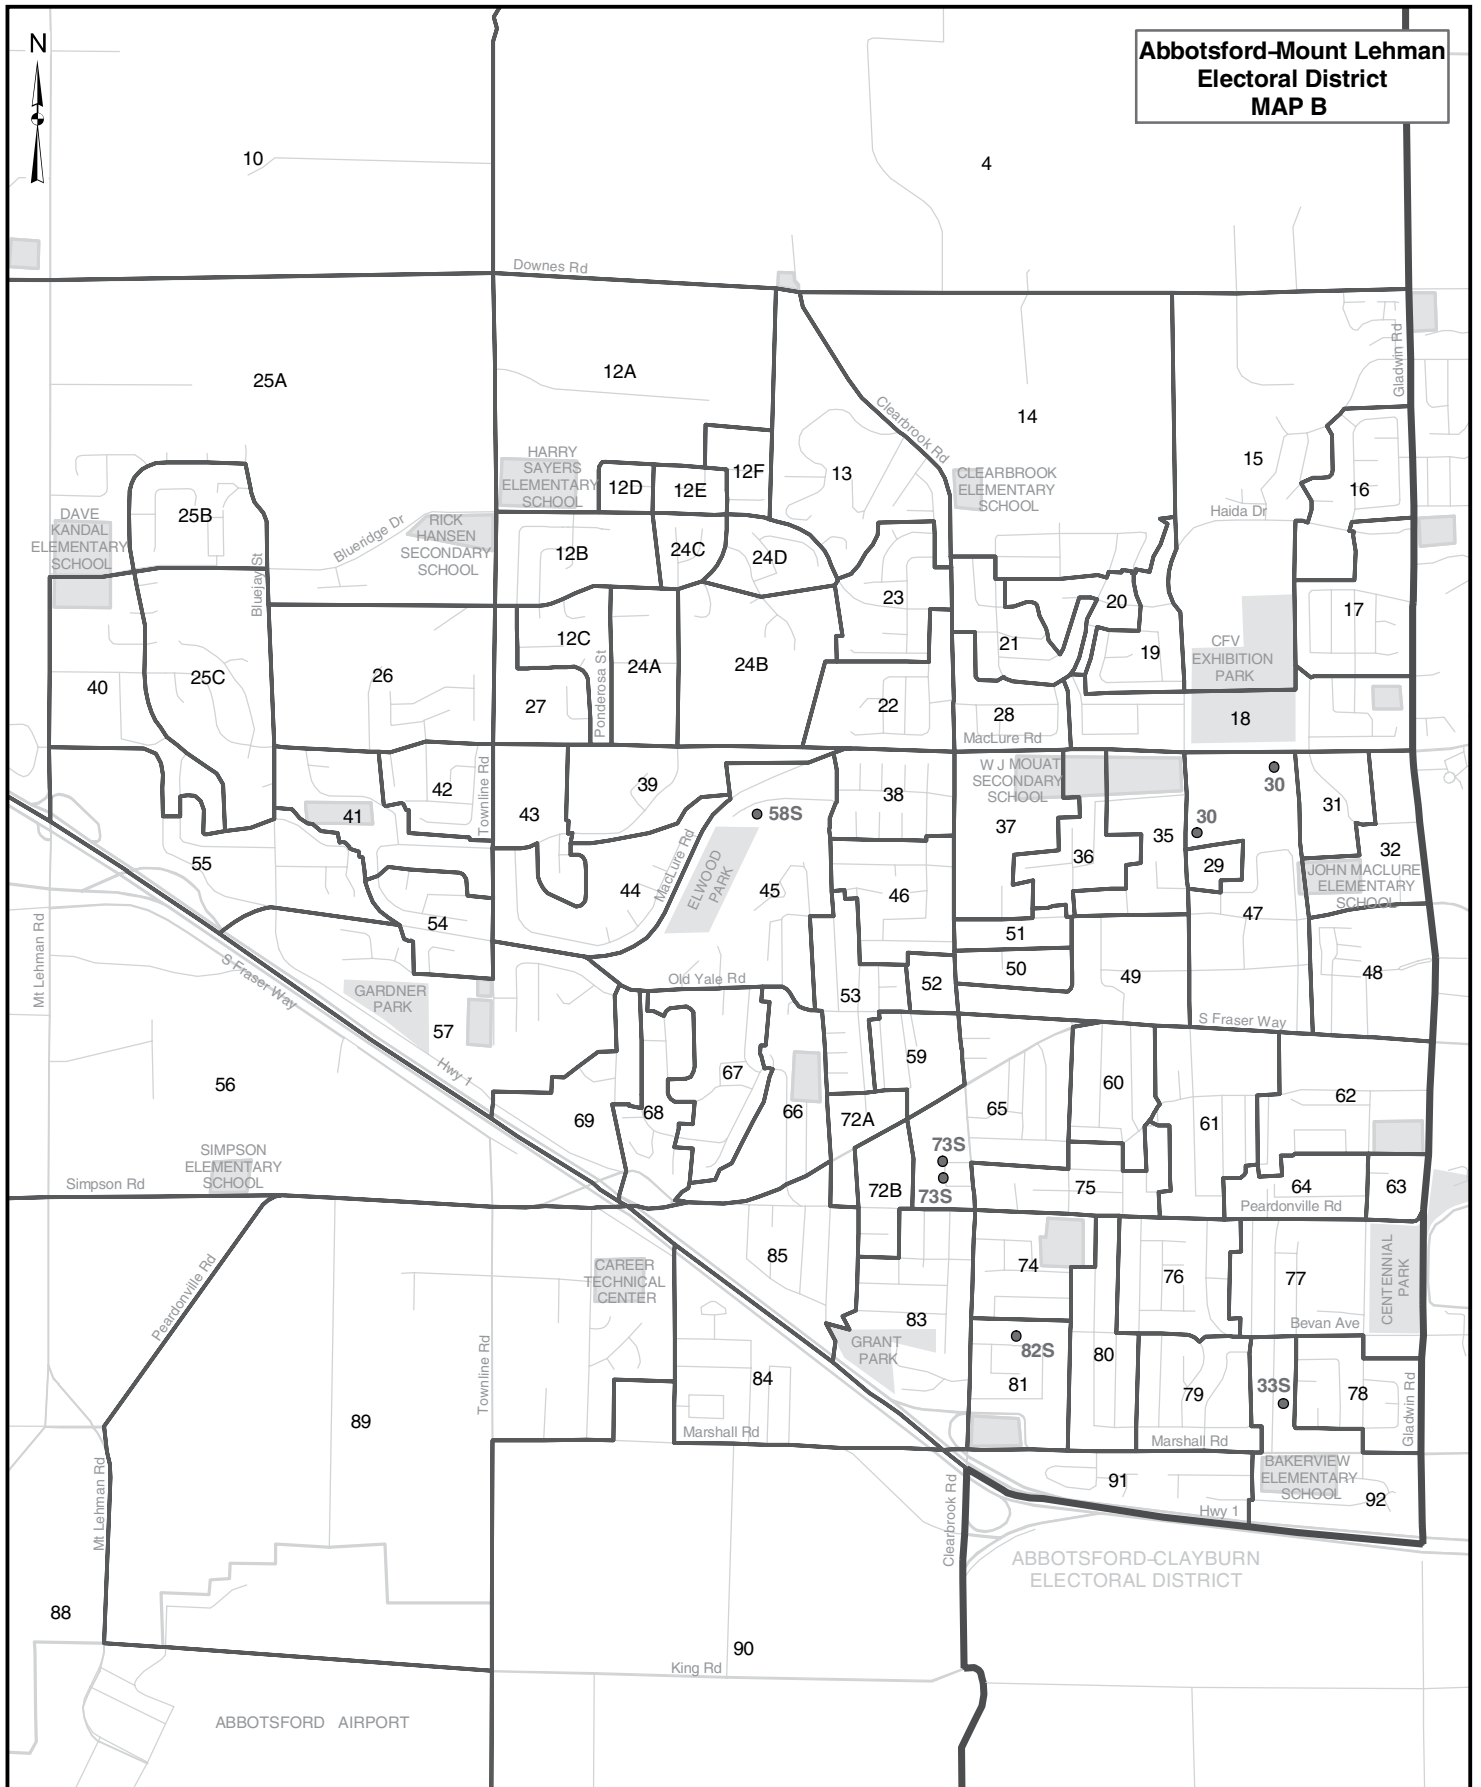 Abbotsford-Mount Lehman
Electoral District
MAP B
N
10
4
Downes Rd
25A
12A
Gladwin Rd
Clearbrook Rd
14
HARRY
SAYERS
ELEMENTARY
SCHOOL
12D
12E
12F
13
CLEARBROOK
ELEMENTARY
SCHOOL
15
16
Haida Dr
DAVE
KANDAL
ELEMENTARY
SCHOOL
25B
Blueridge Dr
RICK
HANSEN
SECONDARY
SCHOOL
Bluejay St
12B
24C
24D
23
20
17
12C
21
19
CFV
EXHIBITION
PARK
40
25C
26
24A
24B
Ponderosa St
27
22
28
18
MacLure Rd
W J MOUAT
SECONDARY
SCHOOL
39
42
Townline Rd
43
41
58S
38
37
30
30
31
35
36
29
32
JOHN MACLURE
ELEMENTARY
SCHOOL
55
44
MacLure Rd
ELWOOD
PARK
45
46
47
54
51
50
52
49
48
Mt Lehman Rd
S Fraser Way
GARDNER
PARK
Old Yale Rd
53
S Fraser Way
57
Hwy 1
56
67
59
60
62
68
66
65
69
72A
61
SIMPSON
ELEMENTARY
SCHOOL
73S
73S
72B
75
64
63
Simpson Rd
Peardonville Rd
Peardonville Rd
85
CAREER
TECHNICAL
CENTER
74
76
77
CENTENNIAL
PARK
83
Bevan Ave
GRANT
PARK
82S
80
Townline Rd
84
81
79
33S
78
Gladwin Rd
89
Marshall Rd
Marshall Rd
Mt Lehman Rd
BAKERVIEW
ELEMENTARY
SCHOOL
91
92
Hwy 1
Clearbrook Rd
ABBOTSFORD-CLAYBURN
ELECTORAL DISTRICT
88
90
King Rd
ABBOTSFORD AIRPORT